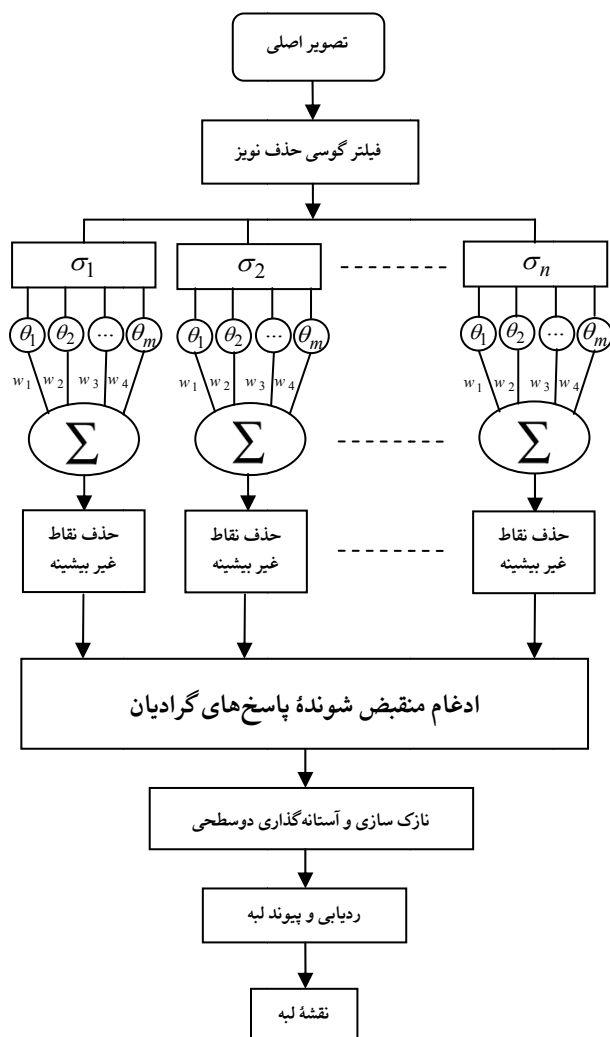 تصویر اصلی
فیلتر گوسی حذف نویز
σ1 σ2 σn
θ1 θ2 ... θm θ1 θ2 ... θm θ1 θ2 ... θm
w1 w2 w3 w4 w1 w2 w3 w4 w1 w2 w3 w4
∑ ∑ ∑
حذف نقاط
غیر بیشینه
حذف نقاط
غیر بیشینه
حذف نقاط
غیر بیشینه
ادغام منقبض شوندهٔ پاسخ‌های گرادیان
نازک سازی و آستانه‌گذاری دوسطحی
ردیابی و پیوند لبه
نقشهٔ لبه